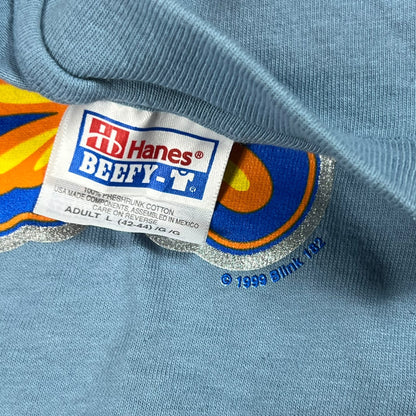 Hanes®
BEEFY-T
100% PRESHRUNK COTTON
USA MADE COMPONENTS, ASSEMBLED IN MEXICO
CARE ON REVERSE
ADULT L (42-44) /G /G
© 1999 Blink 182